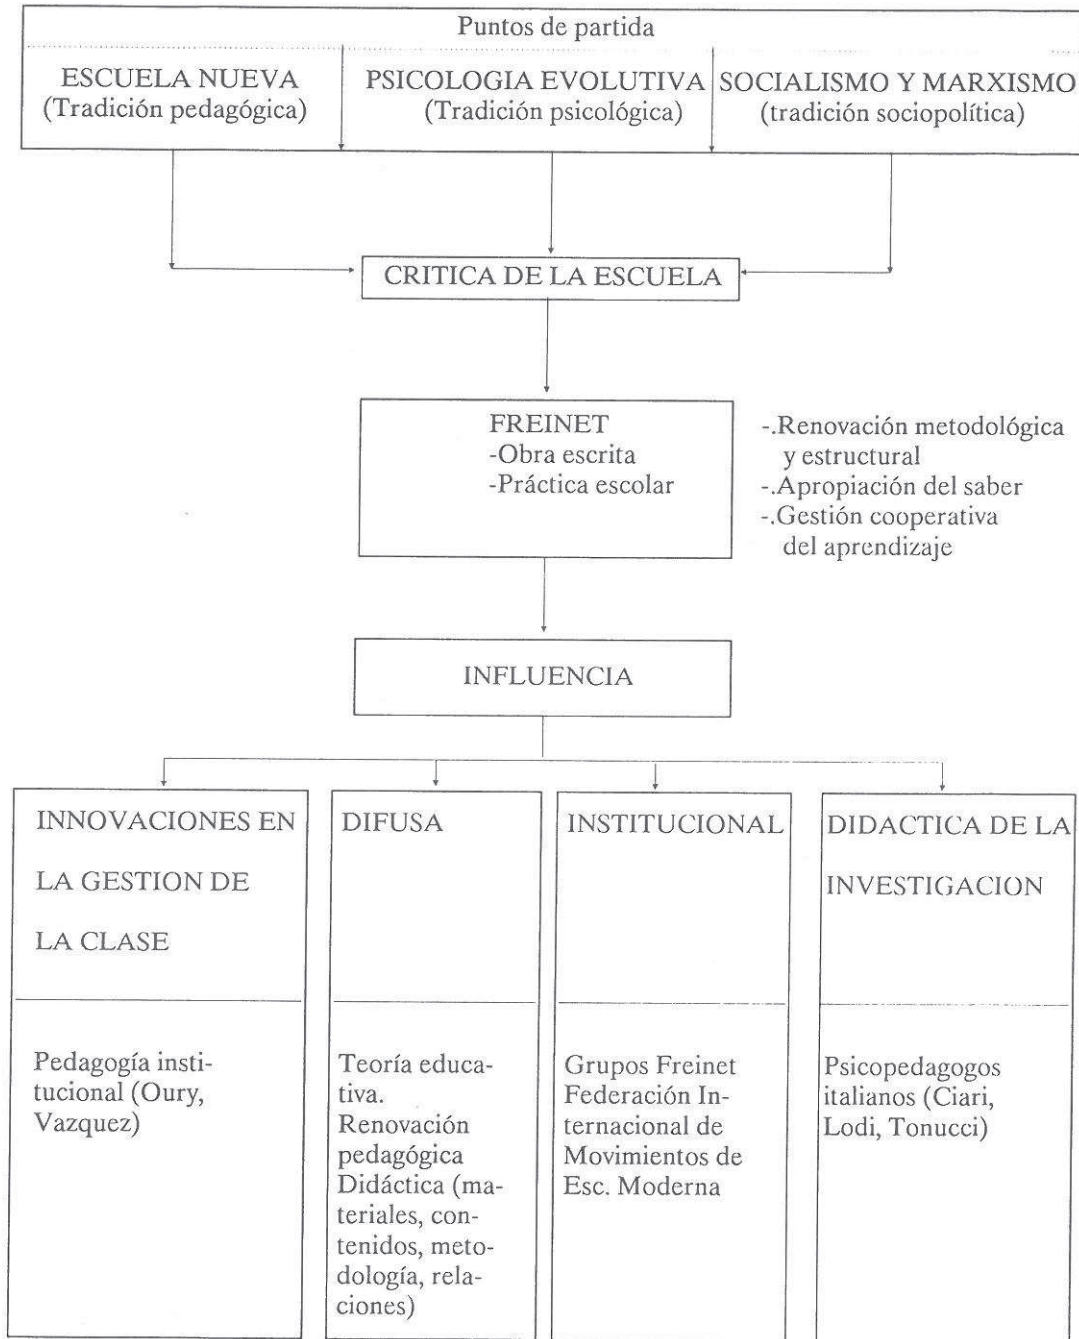 Puntos de partida
ESCUELA NUEVA
(Tradición pedagógica)
PSICOLOGIA EVOLUTIVA
(Tradición psicológica)
SOCIALISMO Y MARXISMO
(tradición sociopolítica)
CRITICA DE LA ESCUELA
FREINET
-Obra escrita
-Práctica escolar
-.Renovación metodológica
y estructural
-.Apropiación del saber
-.Gestión cooperativa
del aprendizaje
INFLUENCIA
INNOVACIONES EN
LA GESTION DE
LA CLASE
Pedagogía insti-
tucional (Oury,
Vazquez)
DIFUSA
Teoría educa-
tiva.
Renovación
pedagógica
Didáctica (ma-
teriales, con-
tenidos, meto-
dología, rela-
ciones)
INSTITUCIONAL
Grupos Freinet
Federación In-
ternacional de
Movimientos de
Esc. Moderna
DIDACTICA DE LA
INVESTIGACION
Psicopedagogos
italianos (Ciari,
Lodi, Tonucci)